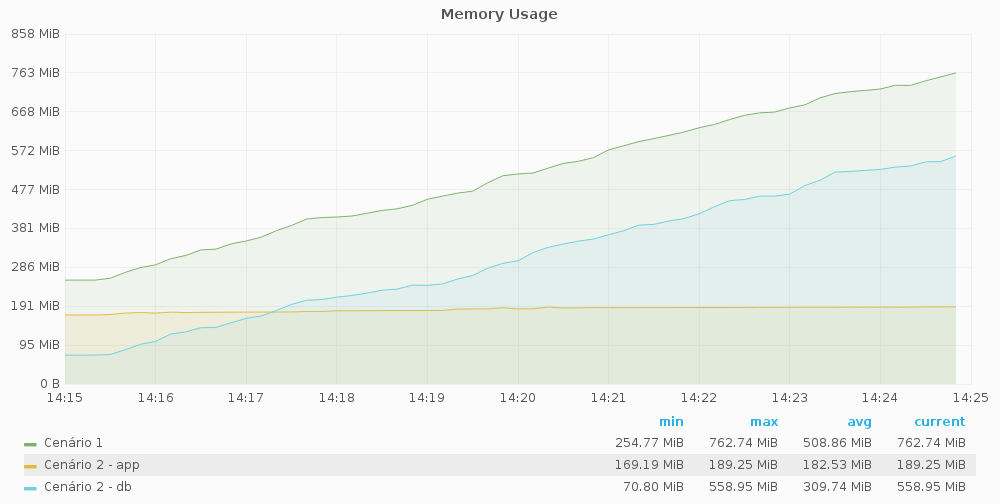 Memory Usage
858 MiB
763 MiB
668 MiB
572 MiB
477 MiB
381 MiB
286 MiB
191 MiB
95 MiB
0 B
14:15 14:16 14:17 14:18 14:19 14:20 14:21 14:22 14:23 14:24 14:25
min max avg current
Cenário 1 254.77 MiB 762.74 MiB 508.86 MiB 762.74 MiB
Cenário 2 - app 169.19 MiB 189.25 MiB 182.53 MiB 189.25 MiB
Cenário 2 - db 70.80 MiB 558.95 MiB 309.74 MiB 558.95 MiB